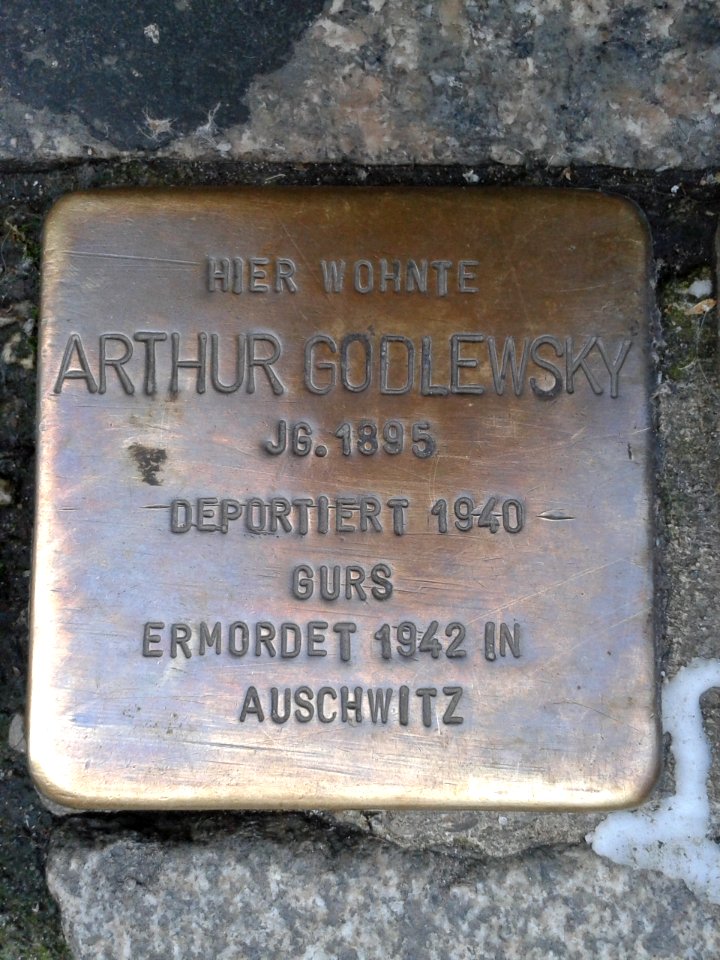 HIER WOHNTE
ARTHUR GODLEWSKY
JG. 1895
DEPORTIERT 1940
GURS
ERMORDET 1942 IN
AUSCHWITZ